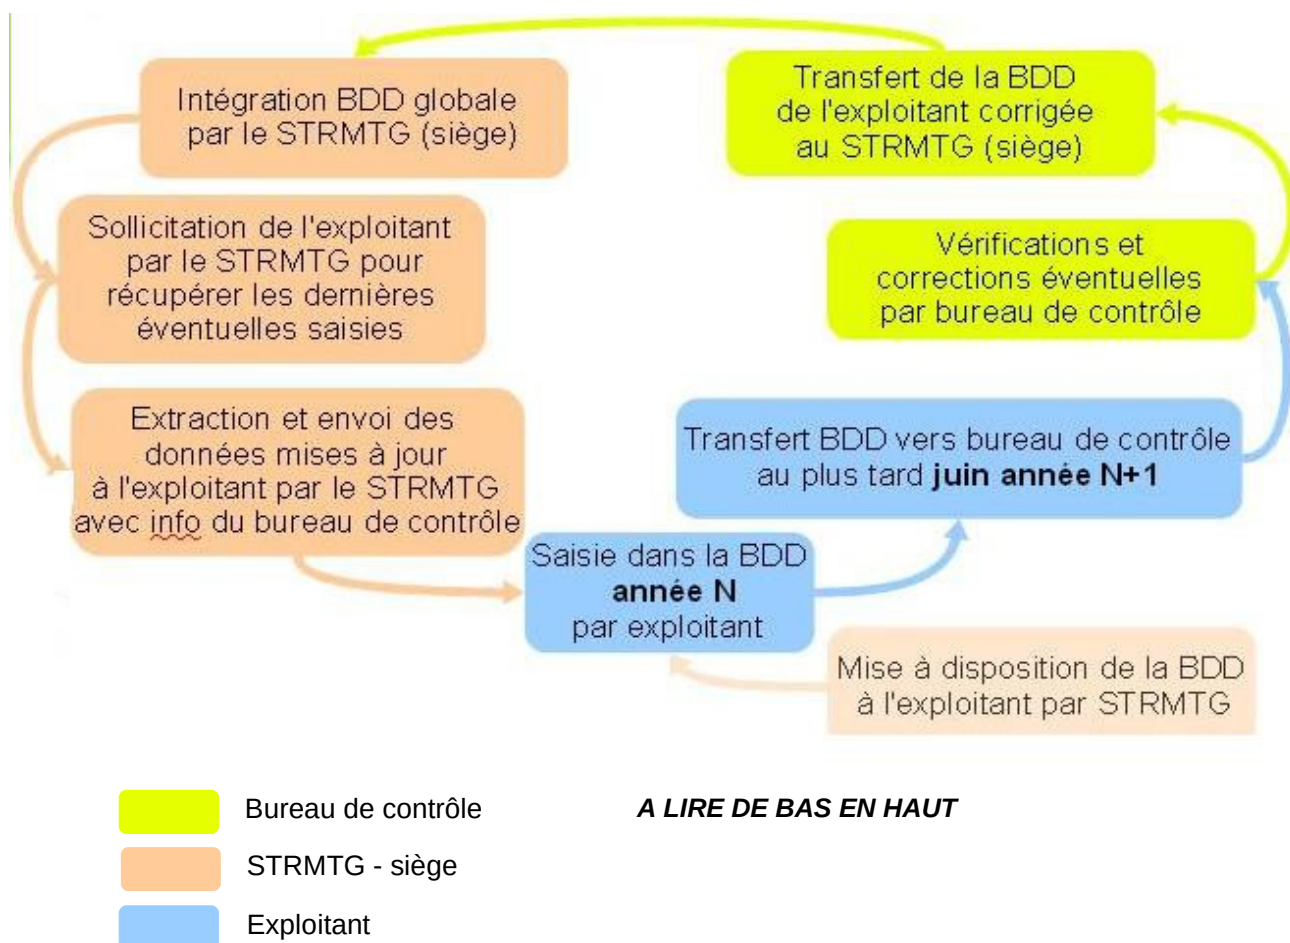 Intégration BDD globale
par le STRMTG (siège)
Transfert de la BDD
de l'exploitant corrigée
au STRMTG (siège)
Sollicitation de l'exploitant
par le STRMTG pour
récupérer les dernières
éventuelles saisies
Vérifications et
corrections éventuelles
par bureau de contrôle
Extraction et envoi des
données mises à jour
à l'exploitant par le STRMTG
avec info du bureau de contrôle
Transfert BDD vers bureau de contrôle
au plus tard juin année N+1
Saisie dans la BDD
année N
par exploitant
Mise à disposition de la BDD
à l'exploitant par STRMTG
Bureau de contrôle
A LIRE DE BAS EN HAUT
STRMTG - siège
Exploitant